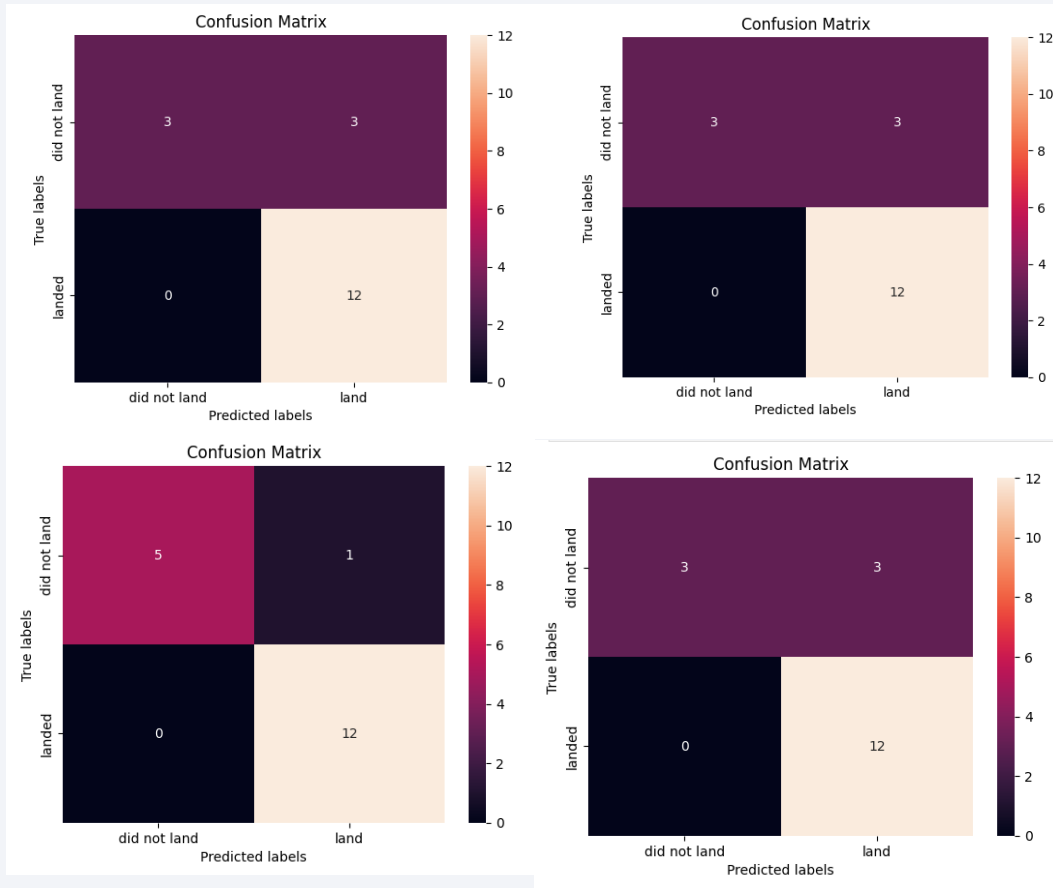 Confusion Matrix
12
10
8
6
4
2
0
True labels
did not land
landed
3
3
0
12
did not land
land
Predicted labels
Confusion Matrix
12
10
8
6
4
2
0
True labels
did not land
landed
3
3
0
12
did not land
land
Predicted labels
Confusion Matrix
12
10
8
6
4
2
0
True labels
did not land
landed
5
1
0
12
did not land
land
Predicted labels
Confusion Matrix
12
10
8
6
4
2
0
True labels
did not land
landed
3
3
0
12
did not land
land
Predicted labels